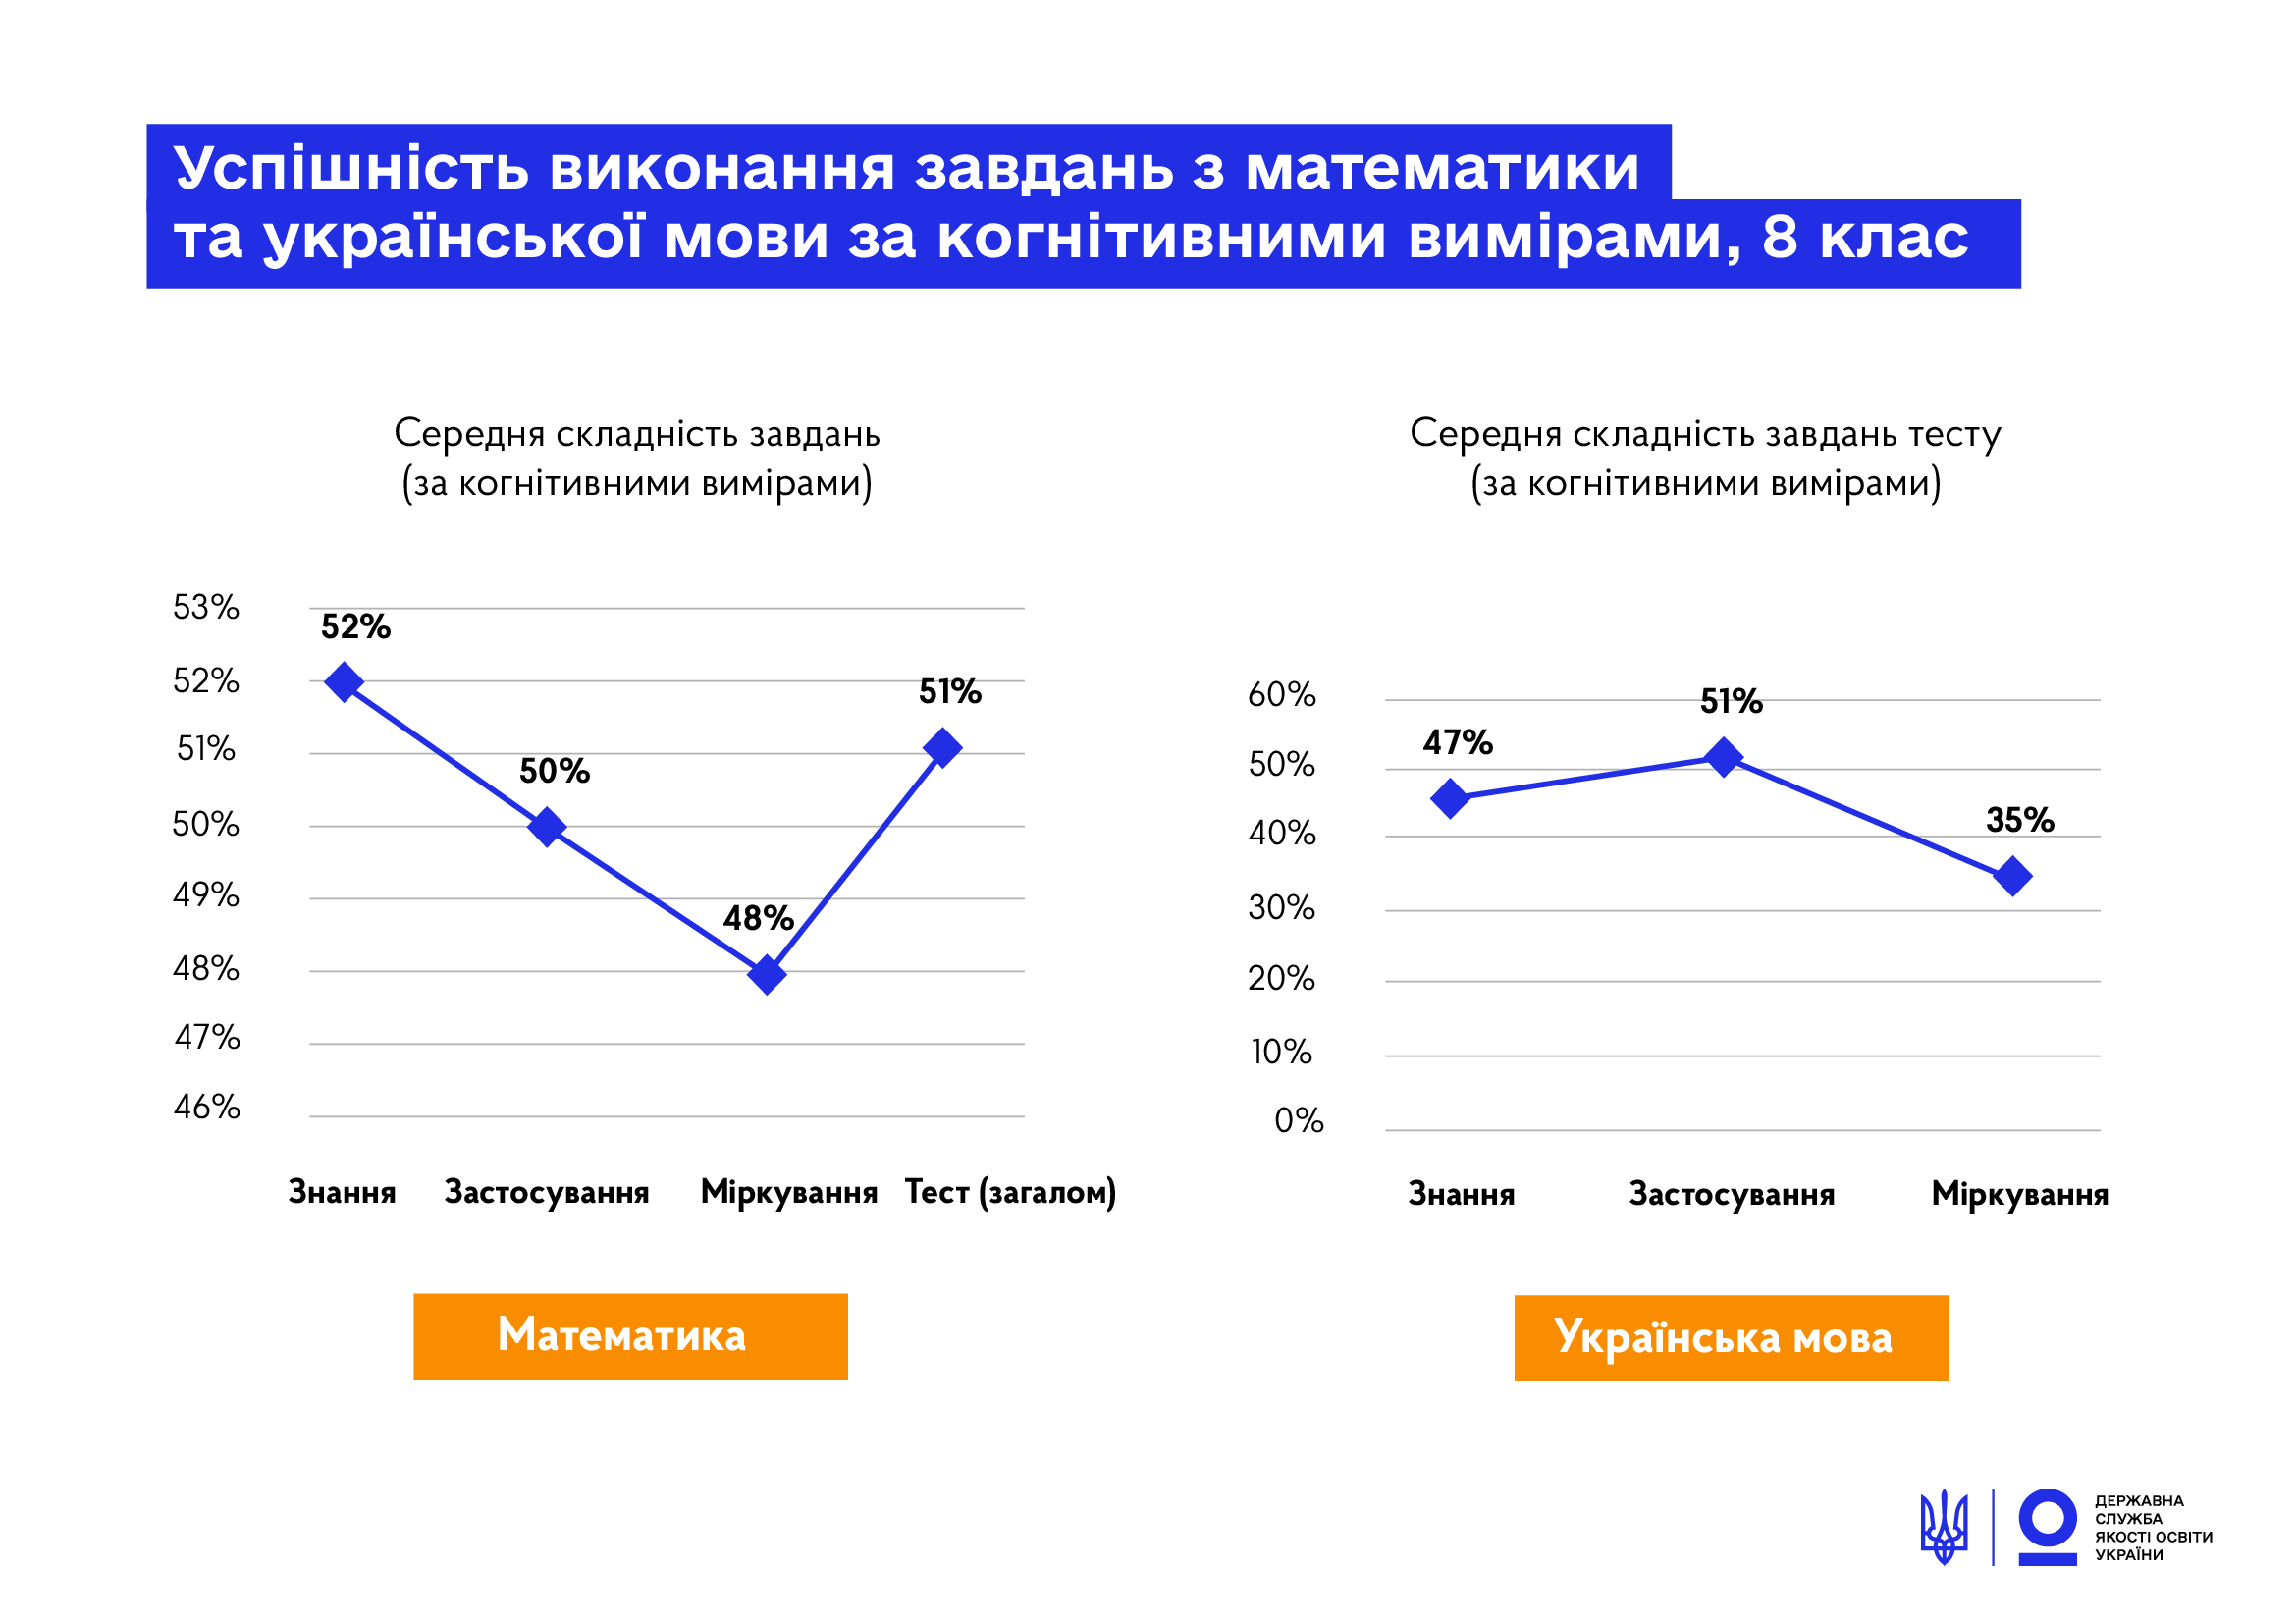 Успішність виконання завдань з математики
та української мови за когнітивними вимірами, 8 клас
Середня складність завдань
(за когнітивними вимірами)
53%
52%
51%
50%
49%
48%
47%
46%
52%
50%
48%
51%
Знання Застосування Міркування Тест (загалом)
Математика
Середня складність завдань тесту
(за когнітивними вимірами)
60%
50%
40%
30%
20%
10%
0%
47%
51%
35%
Знання Застосування Міркування
Українська мова
ДЕРЖАВНА
СЛУЖБА
ЯКОСТІ ОСВІТИ
УКРАЇНИ